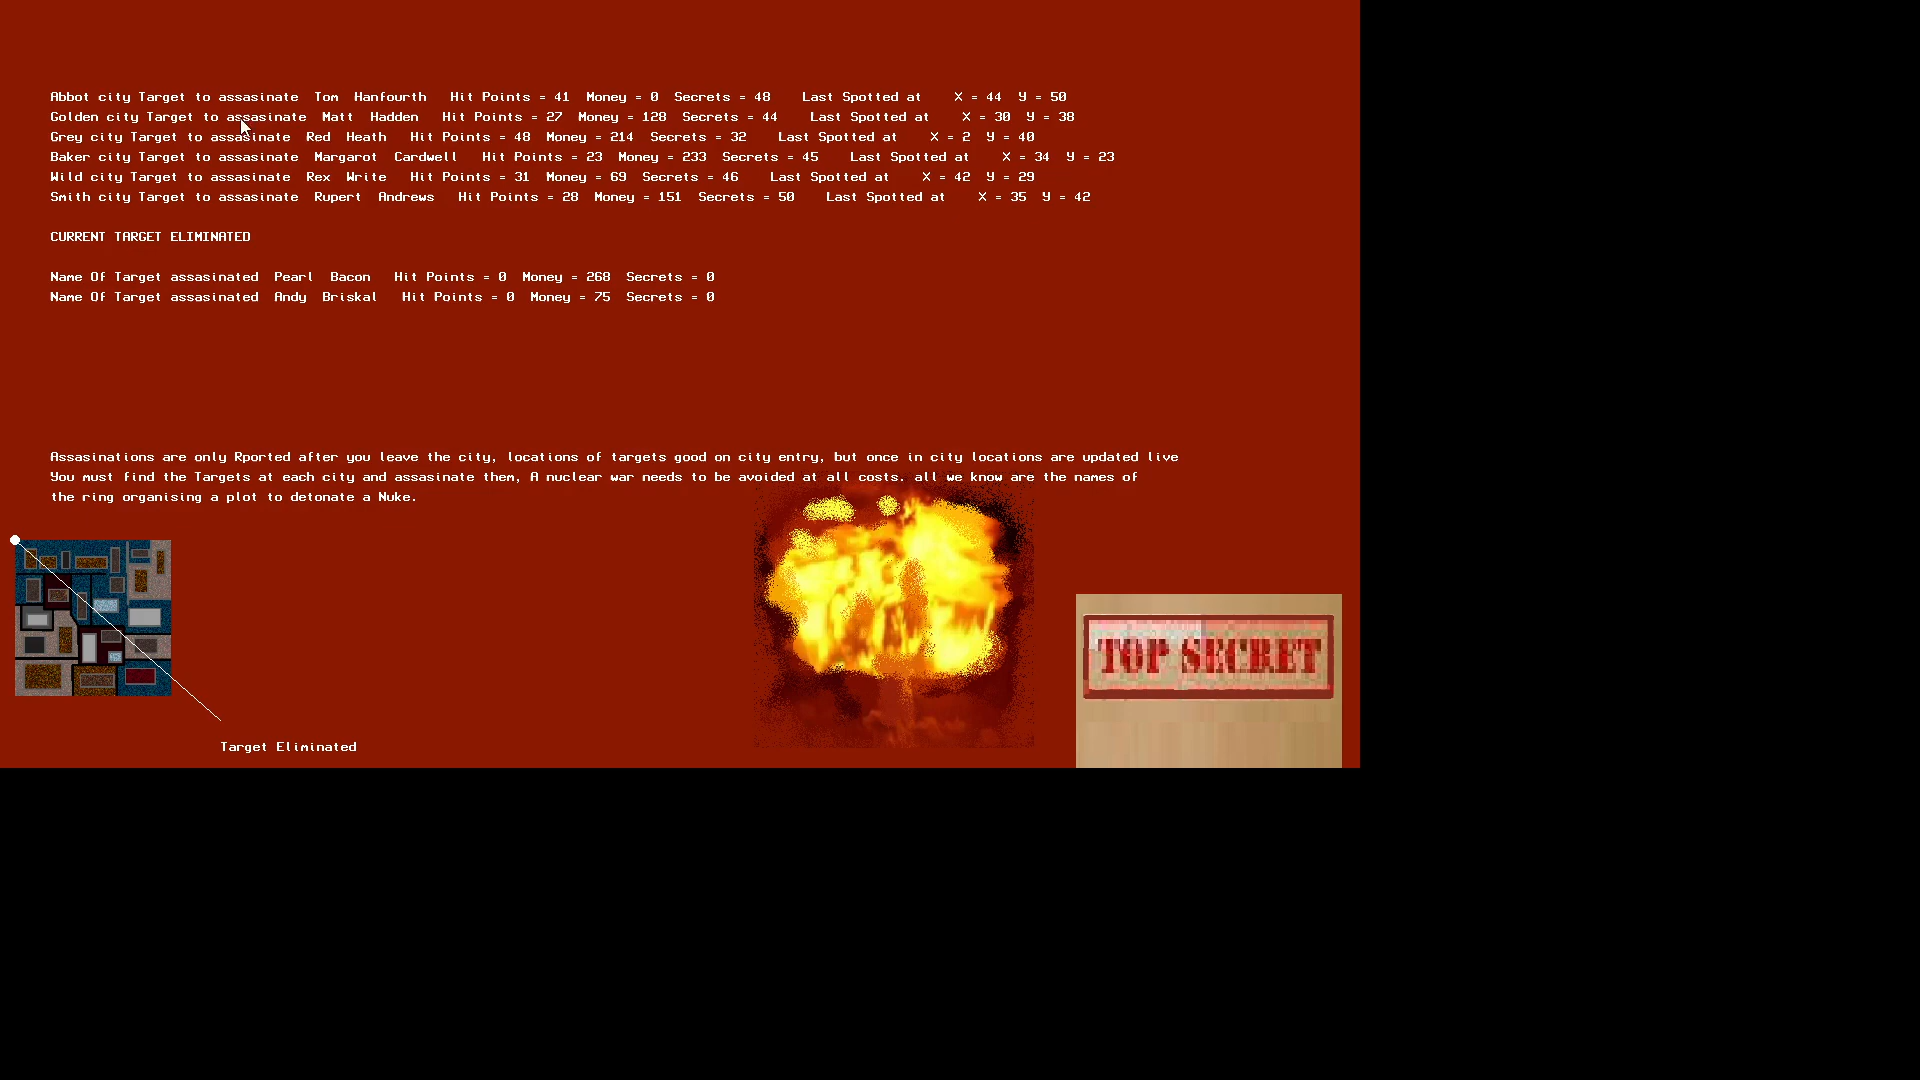 Abbot city Target to assasinate Tom Hanfourth Hit Points = 41 Money = 0 Secrets = 48 Last Spotted at X = 44 Y = 50
Golden city Target to assasinate Matt Hadden Hit Points = 27 Money = 128 Secrets = 44 Last Spotted at X = 30 Y = 38
Grey city Target to assasinate Red Heath Hit Points = 48 Money = 214 Secrets = 32 Last Spotted at X = 2 Y = 40
Baker city Target to assasinate Margarot Cardwell Hit Points = 23 Money = 233 Secrets = 45 Last Spotted at X = 34 Y = 23
Wild city Target to assasinate Rex Write Hit Points = 31 Money = 69 Secrets = 46 Last Spotted at X = 42 Y = 29
Smith city Target to assasinate Rupert Andrews Hit Points = 28 Money = 151 Secrets = 50 Last Spotted at X = 35 Y = 42
CURRENT TARGET ELIMINATED
Name Of Target assasinated Pearl Bacon Hit Points = 0 Money = 268 Secrets = 0
Name Of Target assasinated Andy Briskal Hit Points = 0 Money = 75 Secrets = 0
Assasinations are only Rported after you leave the city, locations of targets good on city entry, but once in city locations are updated live
You must find the Targets at each city and assasinate them, A nuclear war needs to be avoided at all costs. all we know are the names of
the ring organising a plot to detonate a Nuke.
TOP SECRET
Target Eliminated